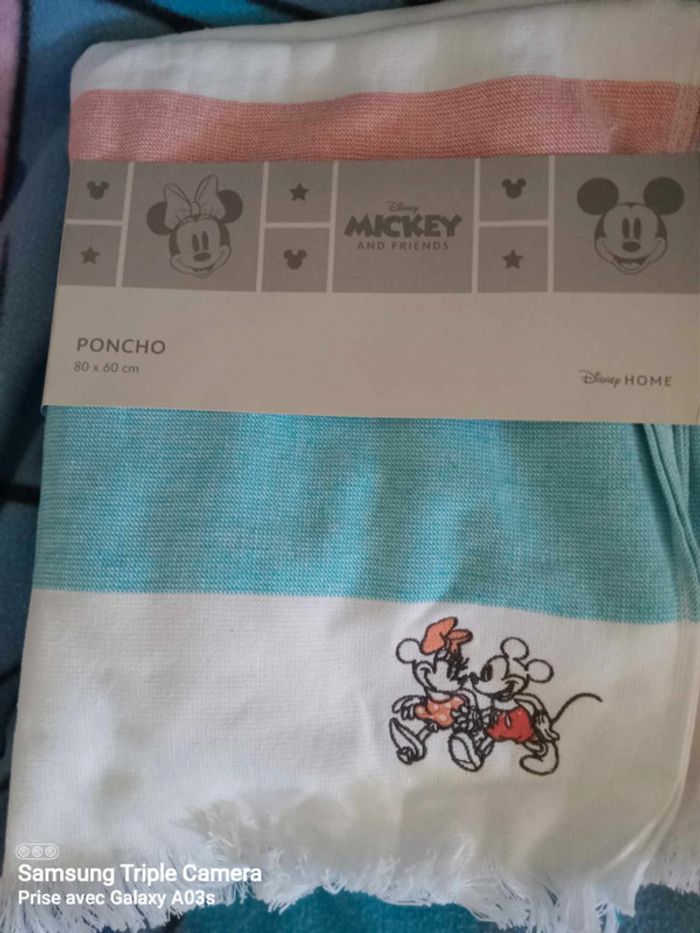 Disney
MICKEY
AND FRIENDS
PONCHO
80 x 60 cm
Disney HOME
Samsung Triple Camera
Prise avec Galaxy A03s